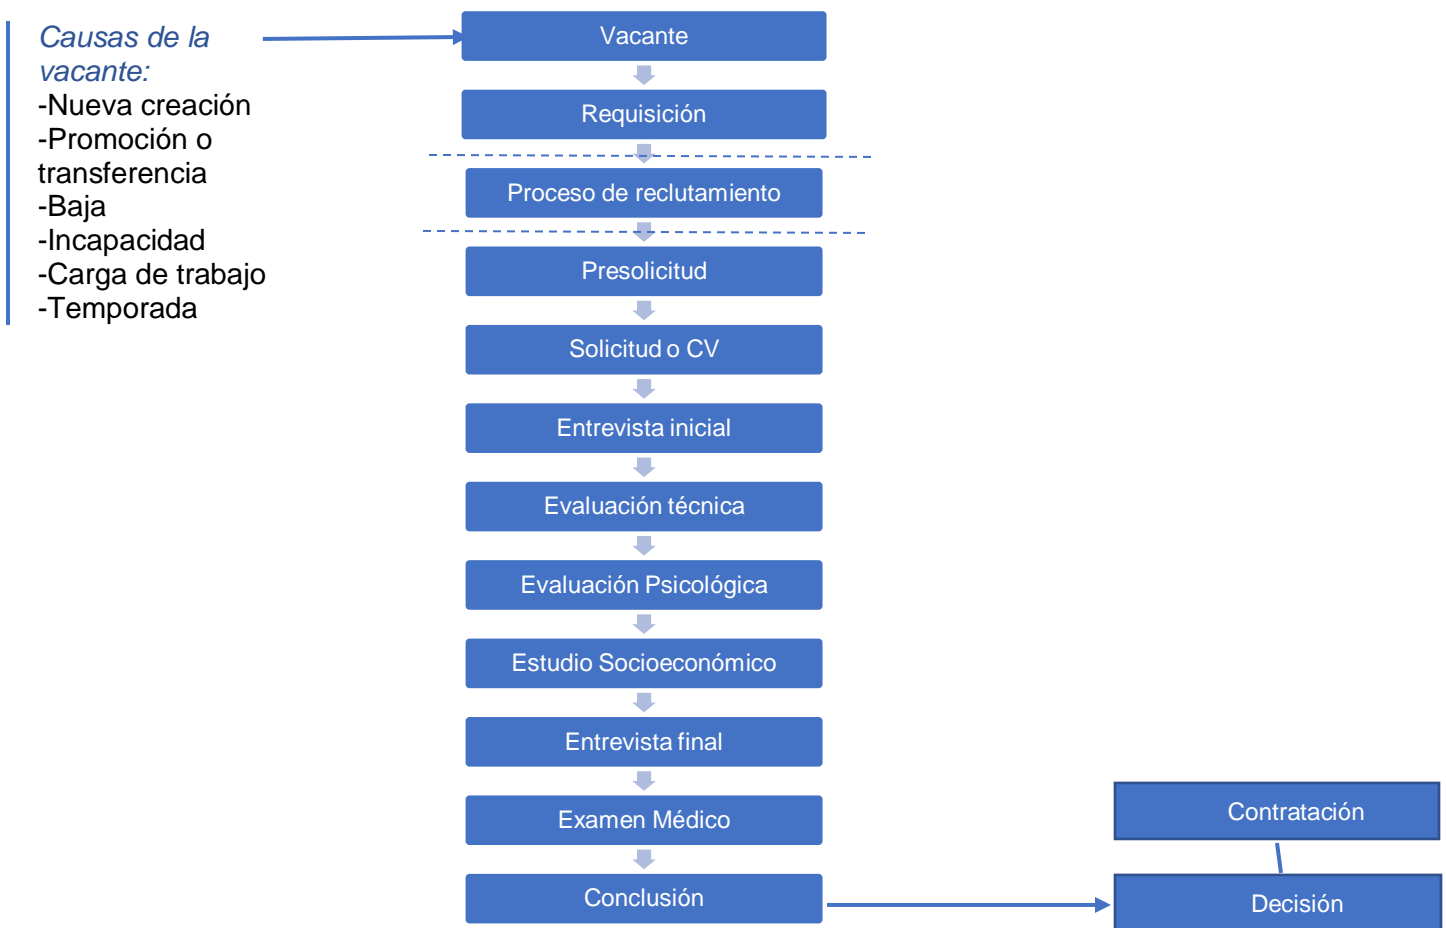 Causas de la
vacante:
-Nueva creación
-Promoción o
transferencia
-Baja
-Incapacidad
-Carga de trabajo
-Temporada
Vacante
Requisición
Proceso de reclutamiento
Presolicitud
Solicitud o CV
Entrevista inicial
Evaluación técnica
Evaluación Psicológica
Estudio Socioeconómico
Entrevista final
Examen Médico
Conclusión
Contratación
Decisión